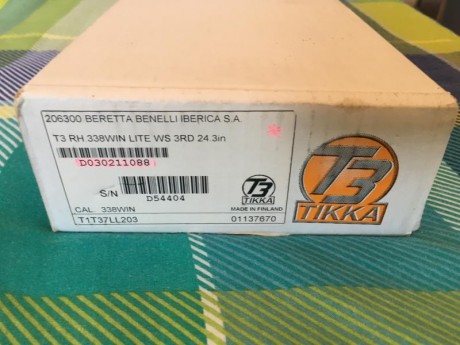 206300 BERETTA BENELLI IBERICA S.A.
T3 RH.338WIN LITE WS 3RD 24.3in
D030211088
S/N
D54404
T3
TIKKA
CAL. 338WIN
MADE IN FINLAND
T1T37LL203
01137670
T3
TIKKA